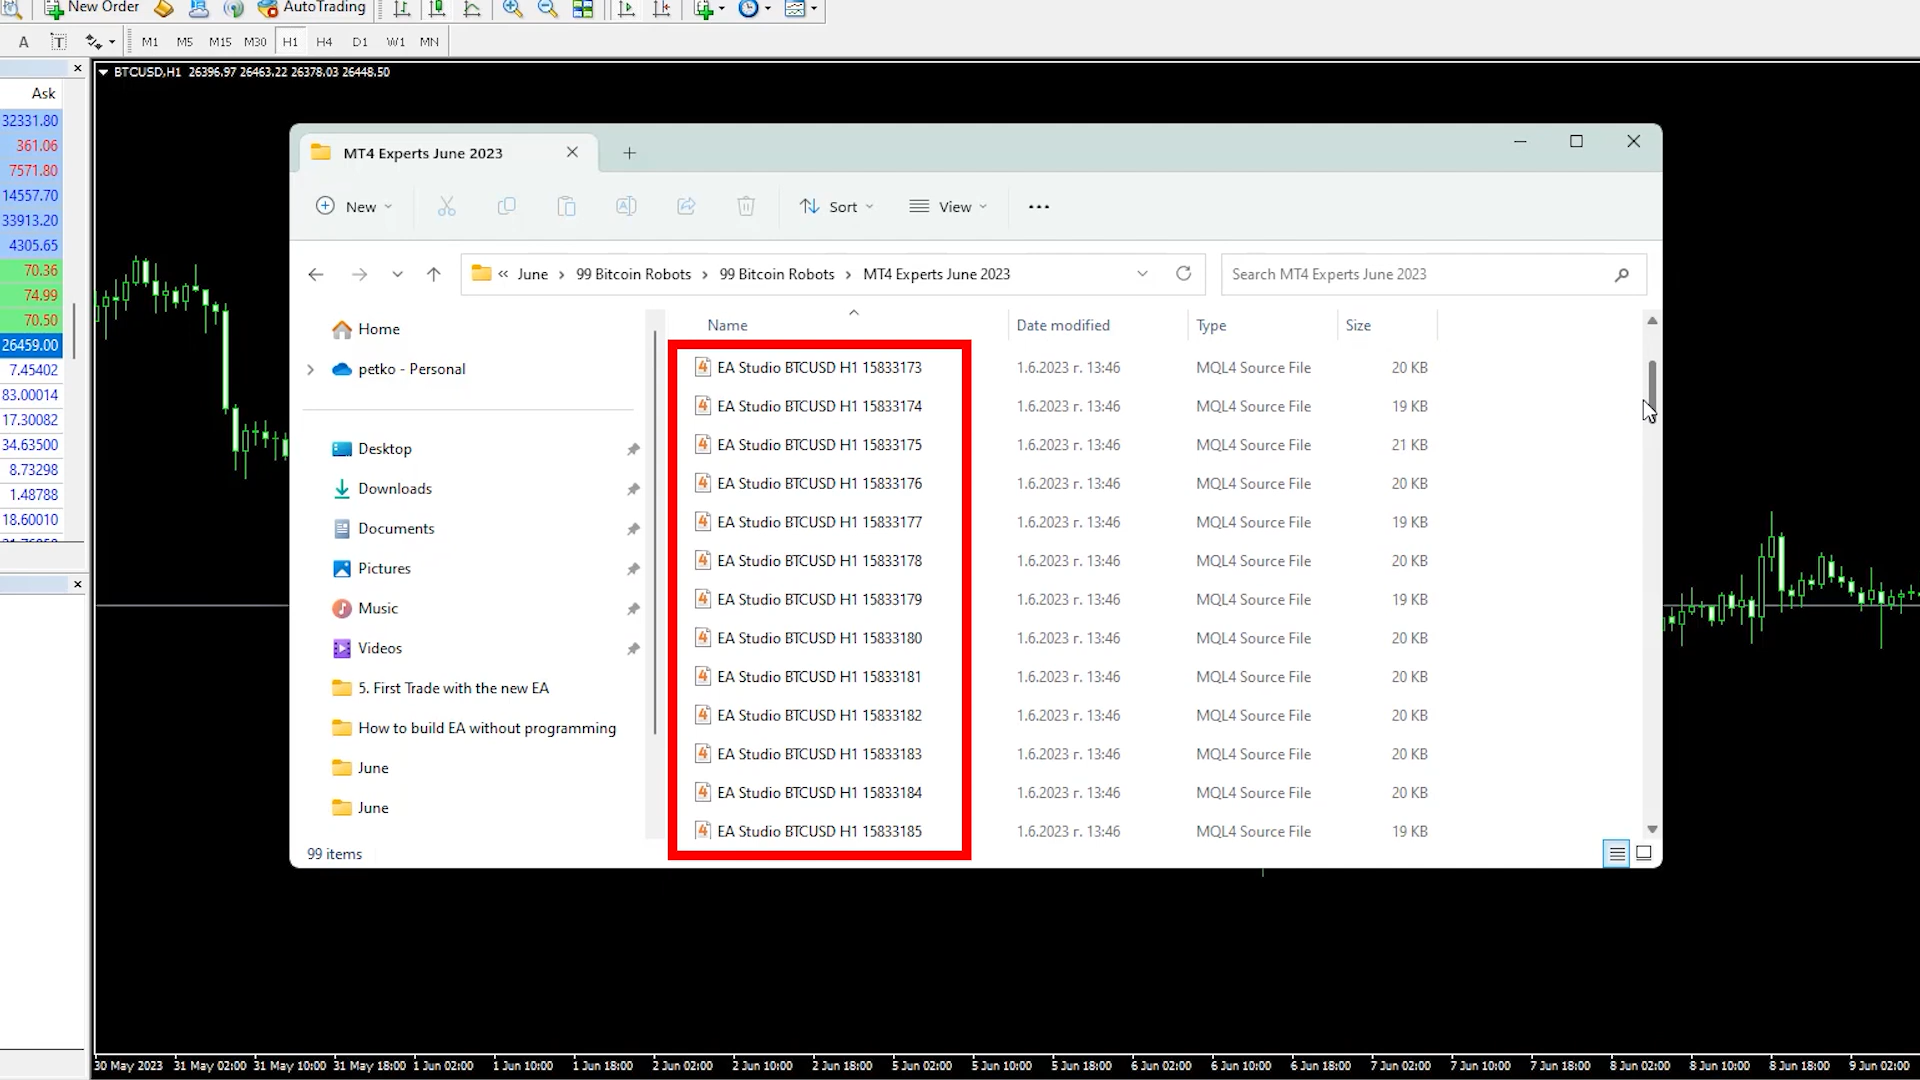 New Order
AutoTrading
A
T
M1 M5 M15 M30 H1 H4 D1 W1 MN
BTCUSD,H1 26396.97 26463.22 26378.03 26448.50
Ask
32331.80
361.06
7571.80
14557.70
33913.20
4305.65
70.36
74.99
70.50
26459.00
7.45402
83.00014
17.30082
34.63500
8.73298
1.48788
18.60010
MT4 Experts June 2023
New
Sort
View
« June › 99 Bitcoin Robots › 99 Bitcoin Robots › MT4 Experts June 2023
Search MT4 Experts June 2023
Home
petko - Personal
Desktop
Downloads
Documents
Pictures
Music
Videos
5. First Trade with the new EA
How to build EA without programming
June
June
Name Date modified Type Size
EA Studio BTCUSD H1 15833173 1.6.2023 г. 13:46 MQL4 Source File 20 KB
EA Studio BTCUSD H1 15833174 1.6.2023 г. 13:46 MQL4 Source File 19 KB
EA Studio BTCUSD H1 15833175 1.6.2023 г. 13:46 MQL4 Source File 21 KB
EA Studio BTCUSD H1 15833176 1.6.2023 г. 13:46 MQL4 Source File 20 KB
EA Studio BTCUSD H1 15833177 1.6.2023 г. 13:46 MQL4 Source File 19 KB
EA Studio BTCUSD H1 15833178 1.6.2023 г. 13:46 MQL4 Source File 20 KB
EA Studio BTCUSD H1 15833179 1.6.2023 г. 13:46 MQL4 Source File 19 KB
EA Studio BTCUSD H1 15833180 1.6.2023 г. 13:46 MQL4 Source File 20 KB
EA Studio BTCUSD H1 15833181 1.6.2023 г. 13:46 MQL4 Source File 20 KB
EA Studio BTCUSD H1 15833182 1.6.2023 г. 13:46 MQL4 Source File 20 KB
EA Studio BTCUSD H1 15833183 1.6.2023 г. 13:46 MQL4 Source File 20 KB
EA Studio BTCUSD H1 15833184 1.6.2023 г. 13:46 MQL4 Source File 20 KB
EA Studio BTCUSD H1 15833185 1.6.2023 г. 13:46 MQL4 Source File 19 KB
99 items
30 May 2023 31 May 02:00 31 May 10:00 31 May 18:00 1 Jun 02:00 1 Jun 10:00 1 Jun 18:00 2 Jun 02:00 2 Jun 10:00 2 Jun 18:00 5 Jun 02:00 5 Jun 10:00 5 Jun 18:00 6 Jun 02:00 6 Jun 10:00 6 Jun 18:00 7 Jun 02:00 7 Jun 10:00 7 Jun 18:00 8 Jun 02:00 8 Jun 10:00 8 Jun 18:00 9 Jun 02:00